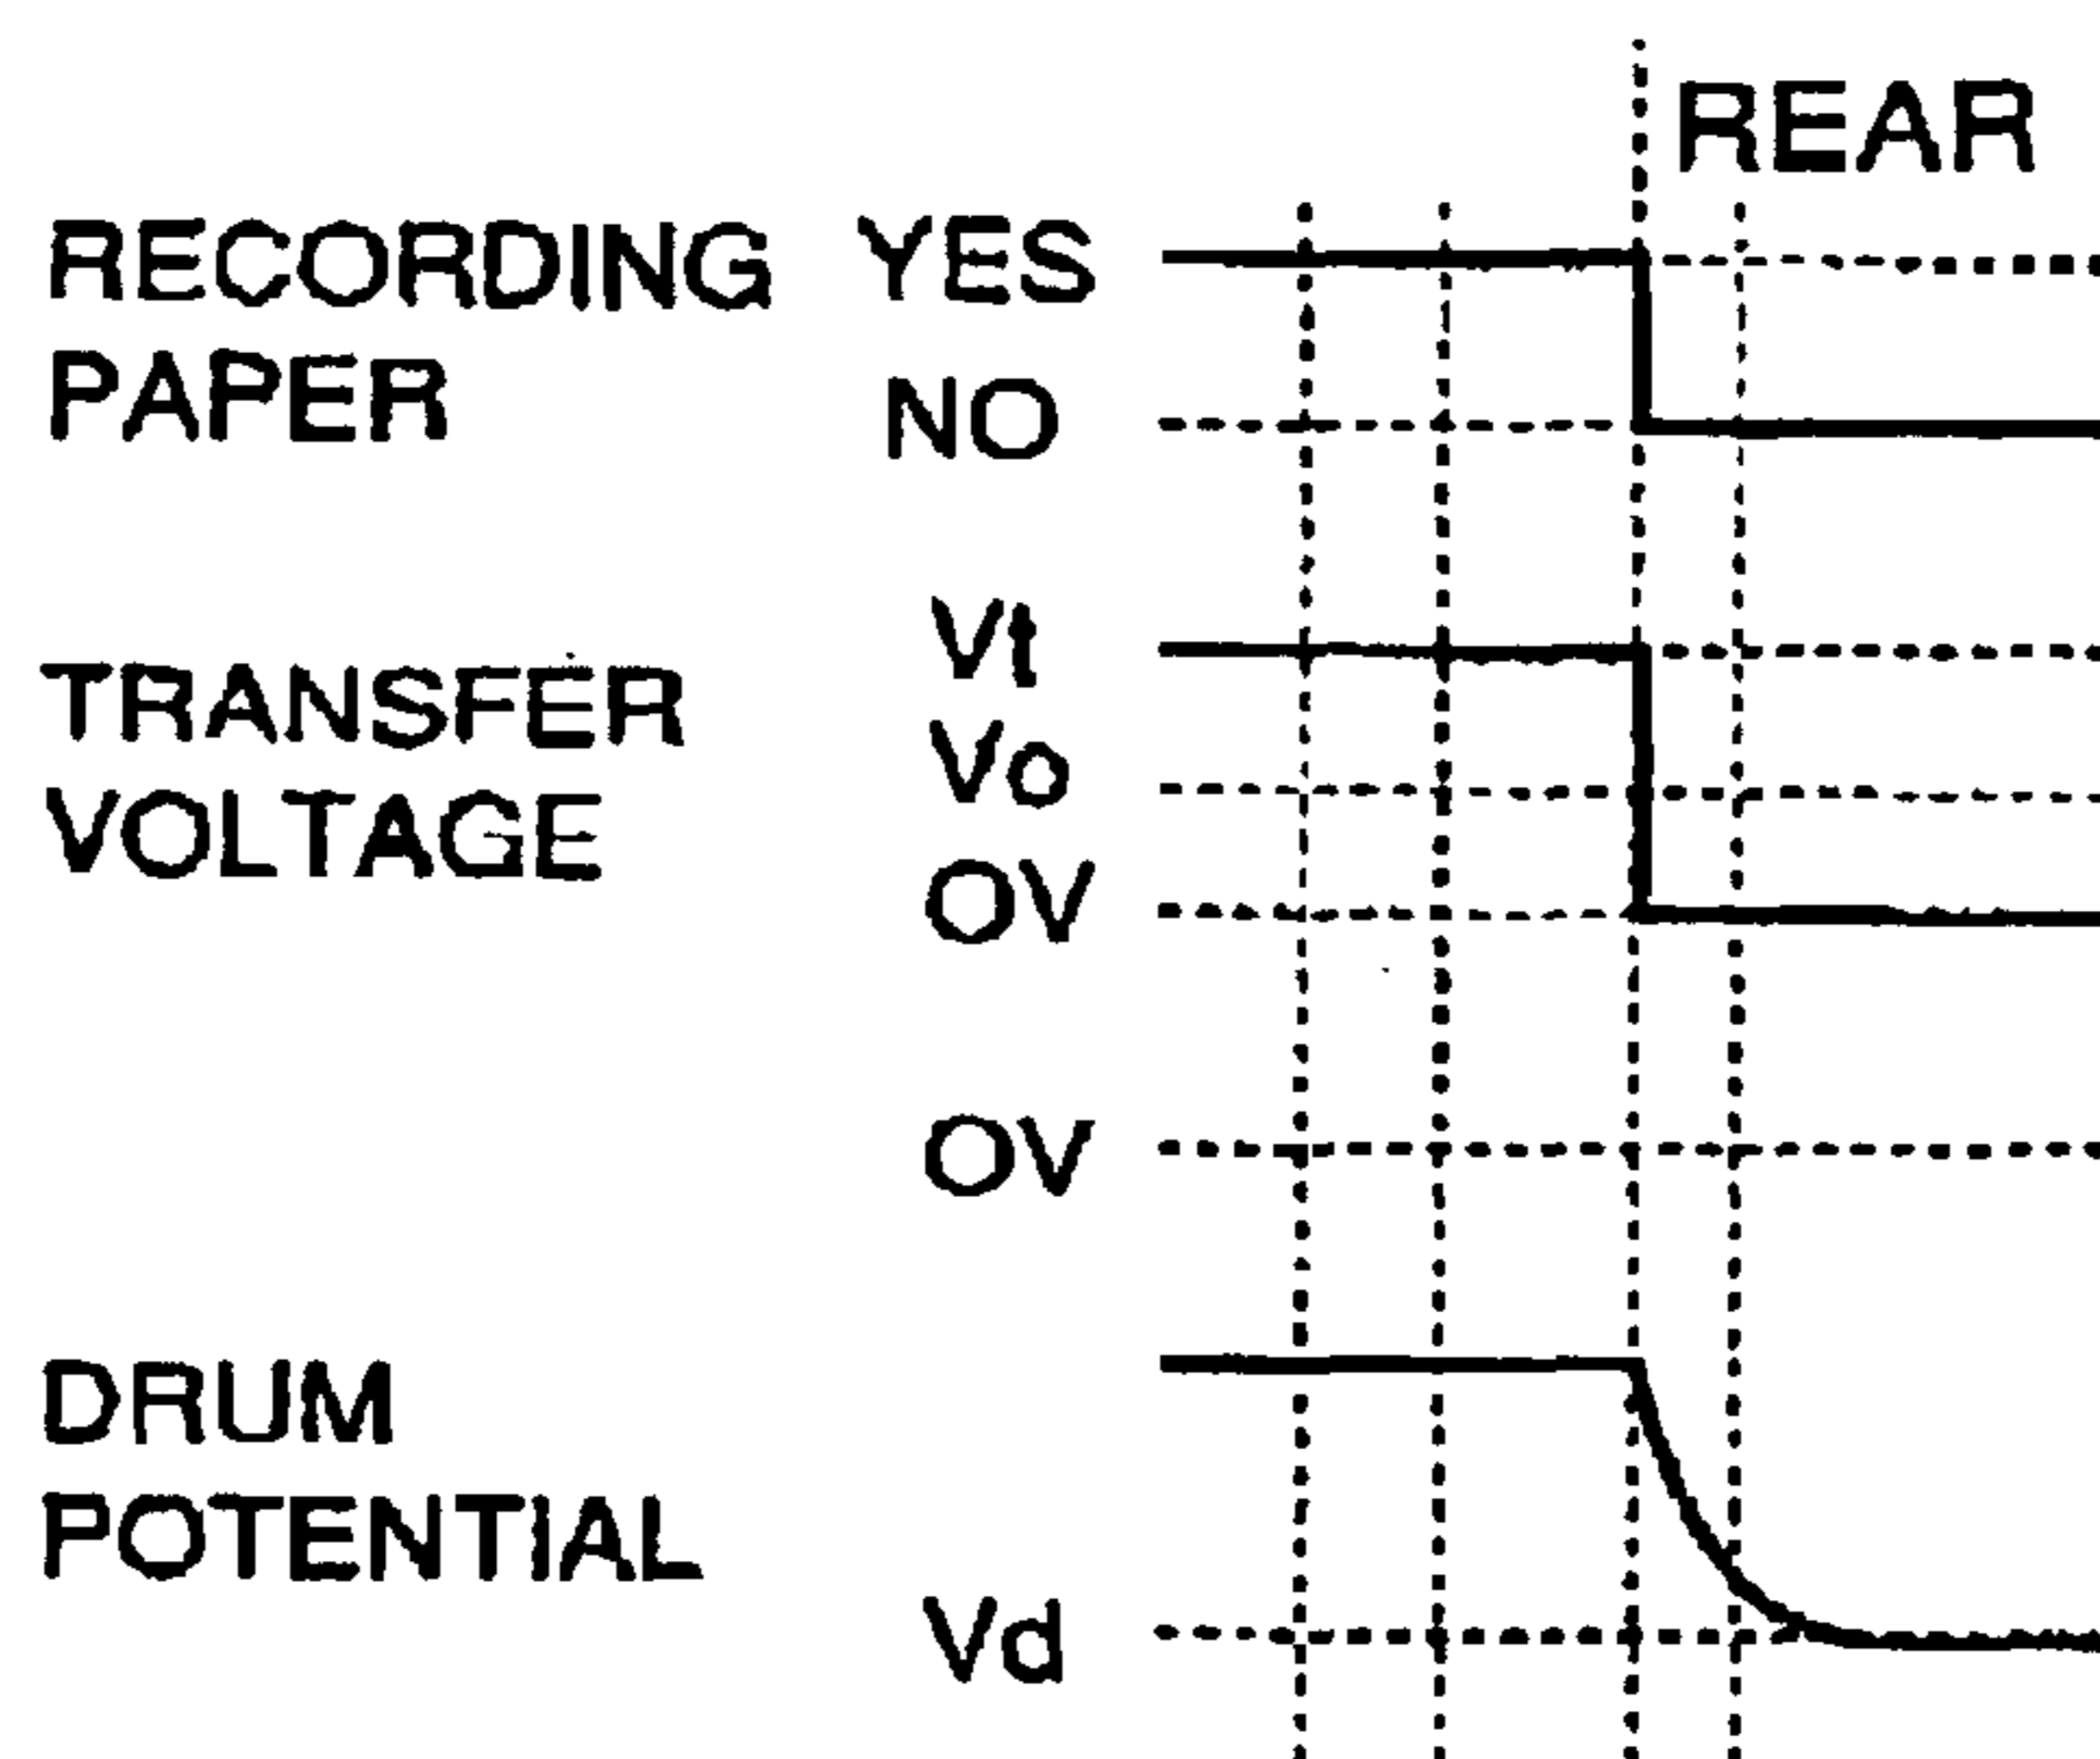 REAR
RECORDING YES
PAPER NO
Vt
TRANSFER
Vo
VOLTAGE
OV
OV
DRUM
POTENTIAL
Vd